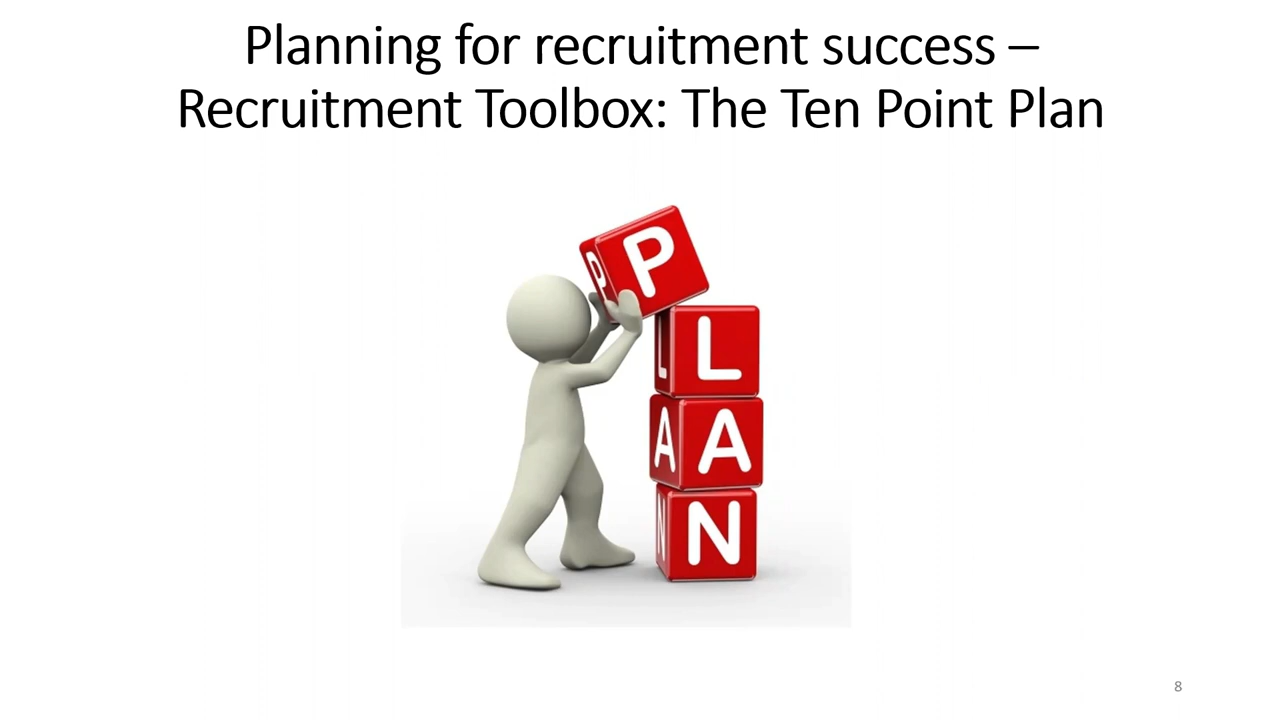 Planning for recruitment success –
Recruitment Toolbox: The Ten Point Plan
P P
L L
A A
N N
8